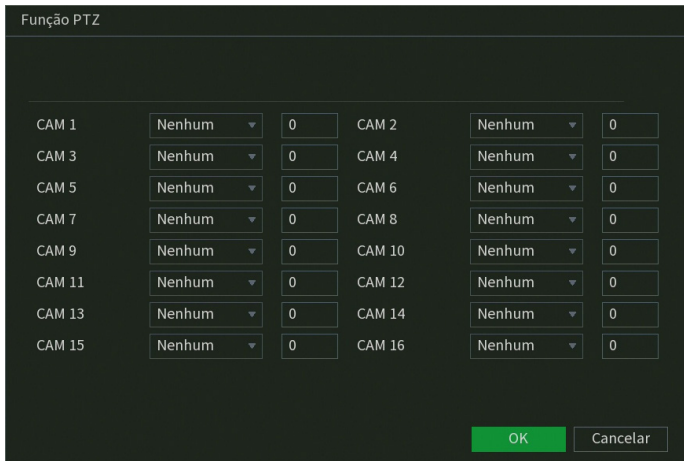 Função PTZ
CAM 1 Nenhum 0 CAM 2 Nenhum 0
CAM 3 Nenhum 0 CAM 4 Nenhum 0
CAM 5 Nenhum 0 CAM 6 Nenhum 0
CAM 7 Nenhum 0 CAM 8 Nenhum 0
CAM 9 Nenhum 0 CAM 10 Nenhum 0
CAM 11 Nenhum 0 CAM 12 Nenhum 0
CAM 13 Nenhum 0 CAM 14 Nenhum 0
CAM 15 Nenhum 0 CAM 16 Nenhum 0
OK Cancelar